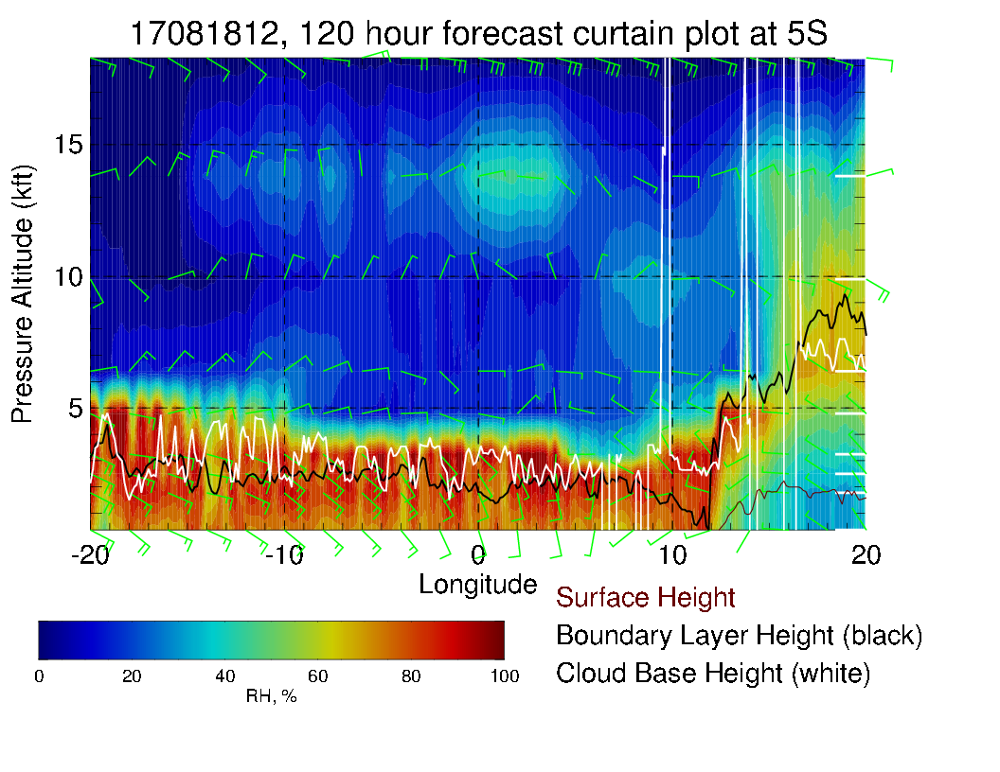 17081812, 120 hour forecast curtain plot at 5S
Pressure Altitude (kft)
15
10
5
-20
-10
0
10
20
Longitude
Surface Height
Boundary Layer Height (black)
Cloud Base Height (white)
0
20
40
60
80
100
RH, %